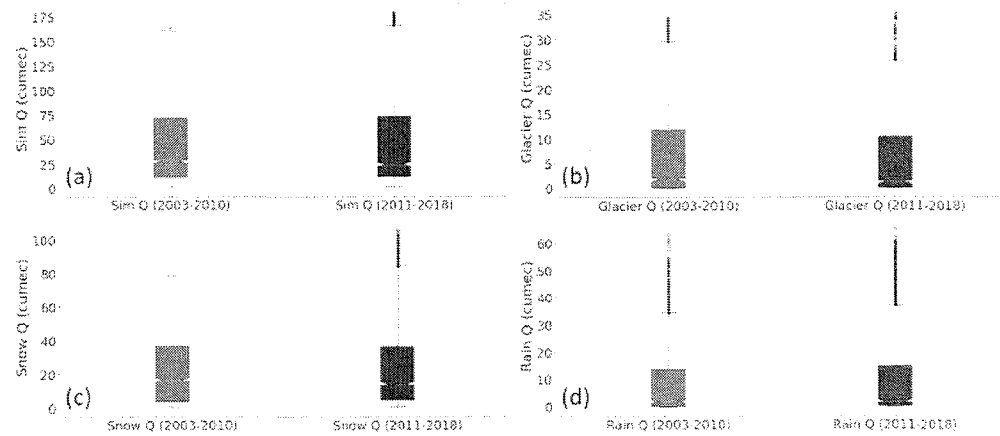 175
150
125
100
75
50
25
0
Sim Q (cumec)
(a)
Sim Q (2003-2010)
Sim Q (2011-2018)
35
30
25
20
15
10
5
0
Glacier Q (cumec)
(b)
Glacier Q (2003-2010)
Glacier Q (2011-2018)
100
80
60
40
20
0
Snow Q (cumec)
(c)
Snow Q (2003-2010)
Snow Q (2011-2018)
60
50
40
30
20
10
0
Rain Q (cumec)
(d)
Rain Q (2003-2010)
Rain Q (2011-2018)